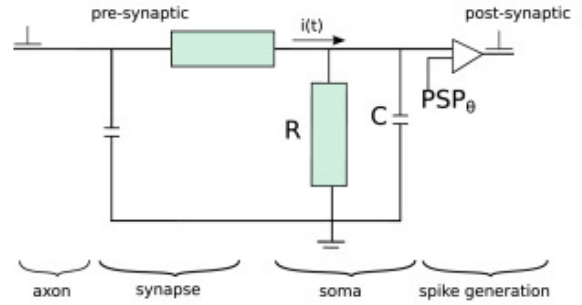 pre-synaptic
post-synaptic
i(t)
PSPθ
R
C
axon
synapse
soma
spike generation